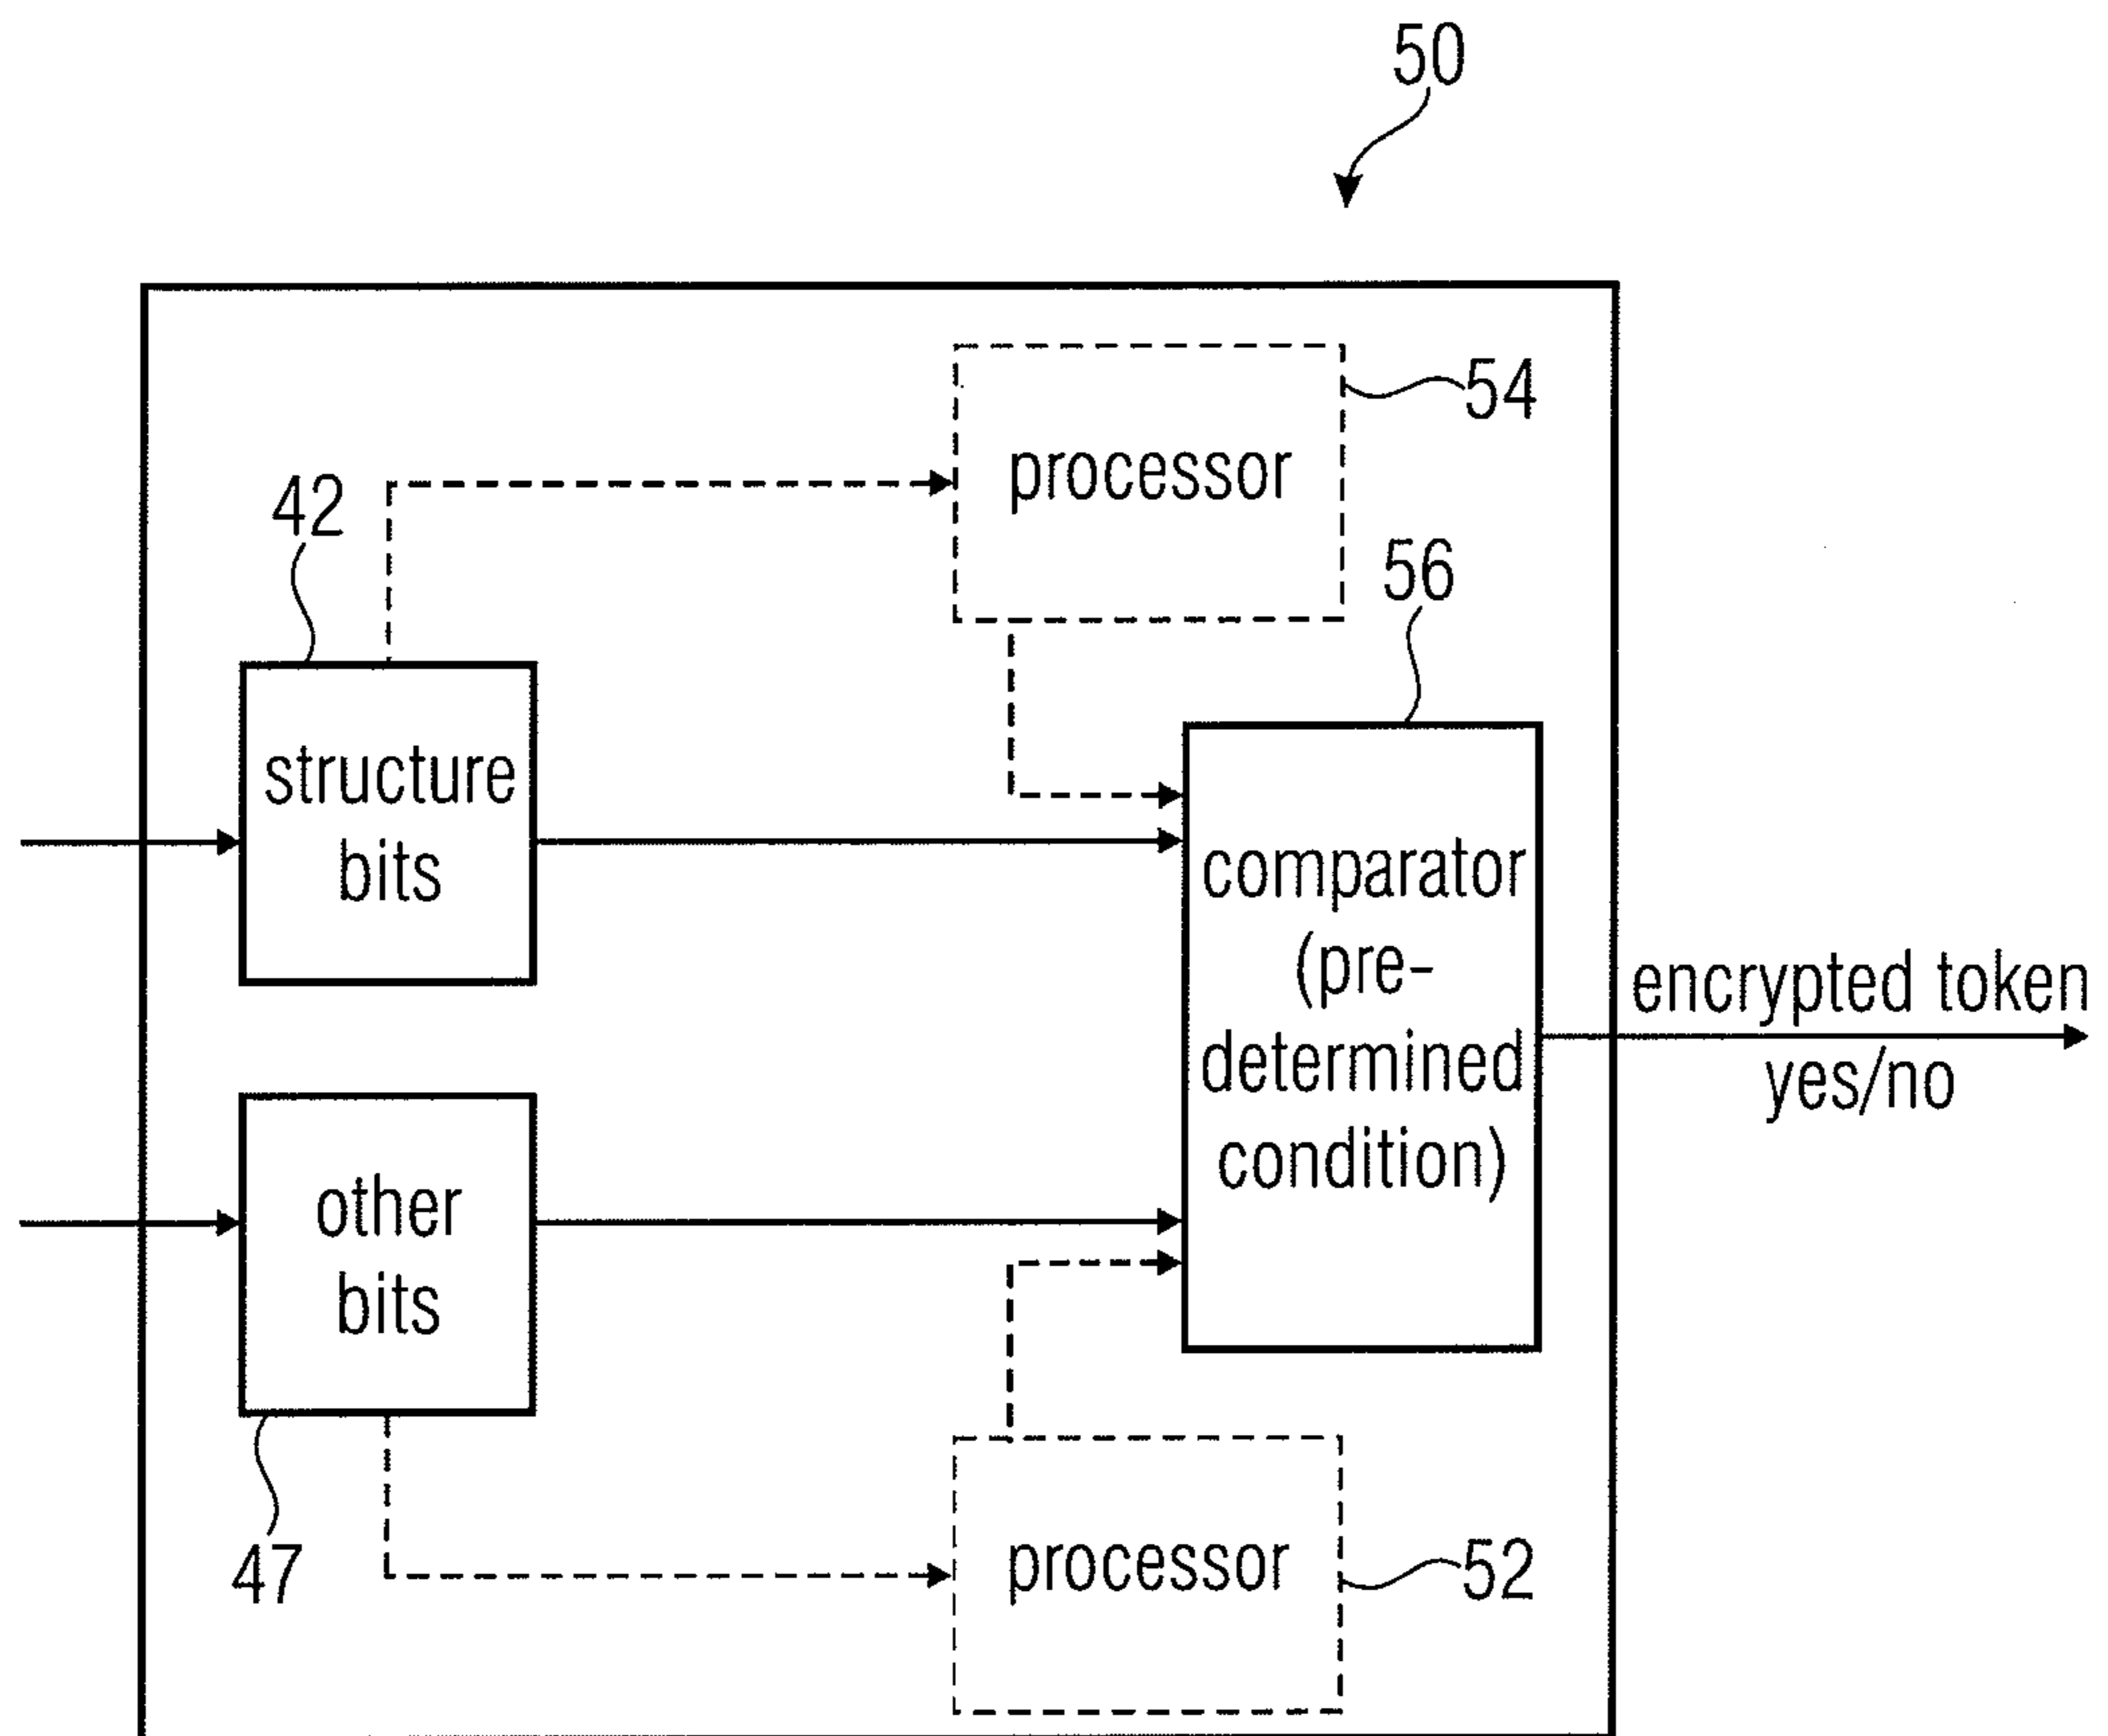 50
54
processor
42
56
structure
bits
comparator
(pre-
determined
condition)
encrypted token
yes/no
other
bits
47
processor
52